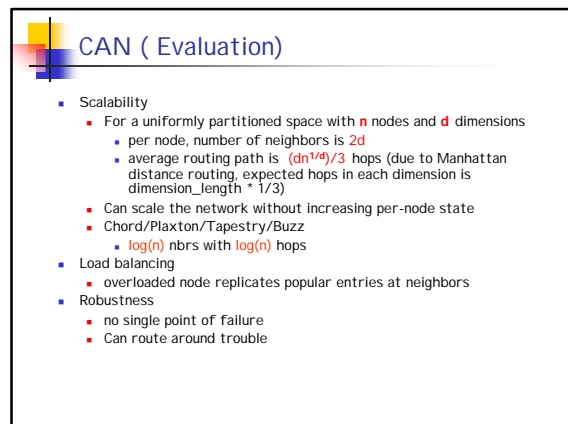 CAN ( Evaluation)
Scalability
For a uniformly partitioned space with n nodes and d dimensions
per node, number of neighbors is 2d
average routing path is (dn^1/d)/3 hops (due to Manhattan
distance routing, expected hops in each dimension is
dimension_length * 1/3)
Can scale the network without increasing per-node state
Chord/Plaxton/Tapestry/Buzz
log(n) nbrs with log(n) hops
Load balancing
overloaded node replicates popular entries at neighbors
Robustness
no single point of failure
Can route around trouble